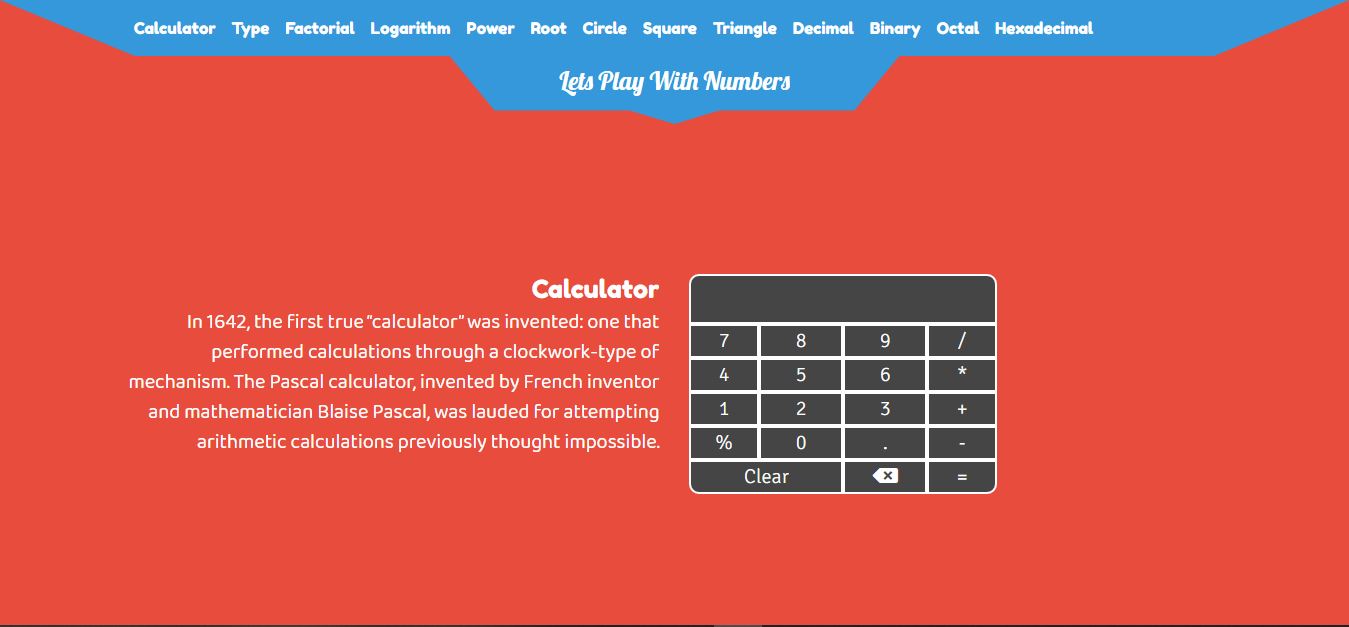 Calculator Type Factorial Logarithm Power Root Circle Square Triangle Decimal Binary Octal Hexadecimal
Lets Play With Numbers
Calculator
In 1642, the first true “calculator” was invented: one that
performed calculations through a clockwork-type of
mechanism. The Pascal calculator, invented by French inventor
and mathematician Blaise Pascal, was lauded for attempting
arithmetic calculations previously thought impossible.
7 8 9 /
4 5 6 *
1 2 3 +
% 0 . -
Clear =